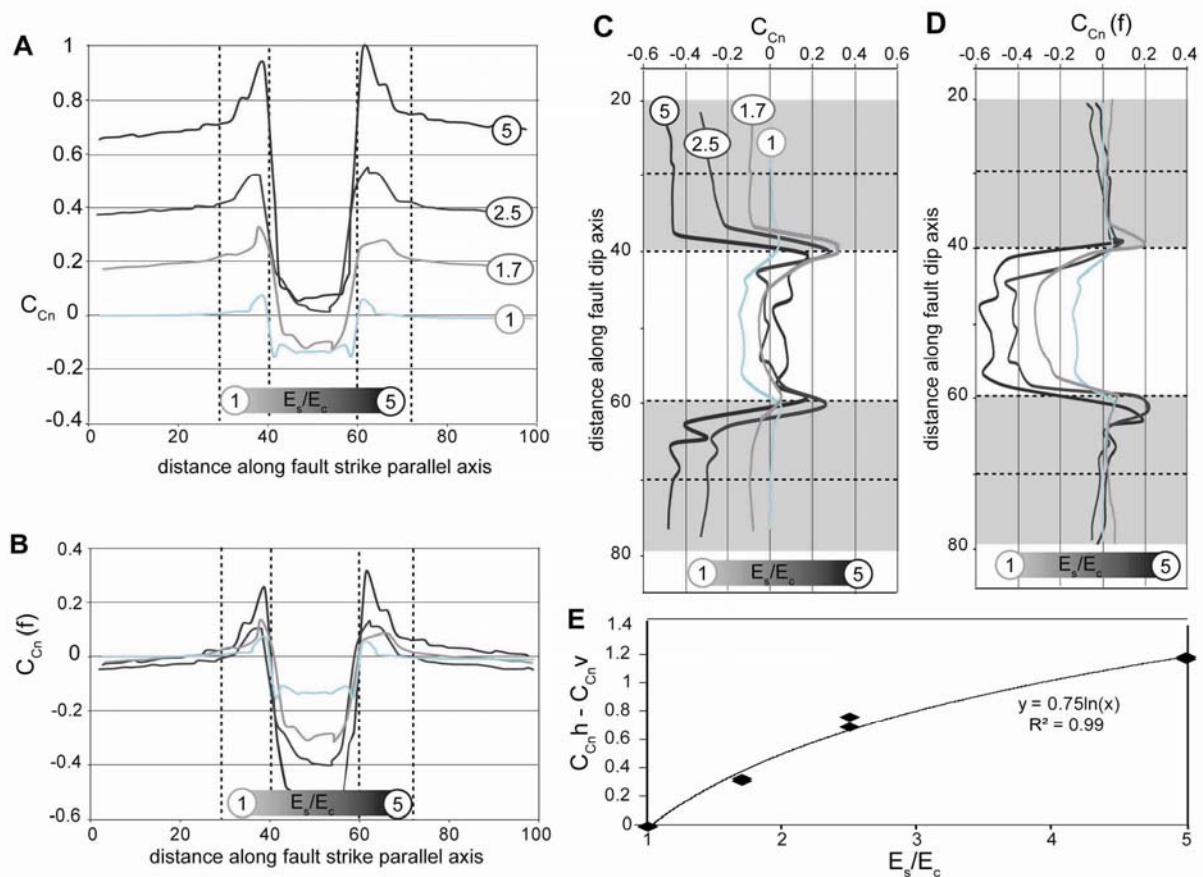 A
1
0.8
0.6
0.4
0.2
C_Cn
0
-0.2
-0.4
5
2.5
1.7
1
1 E_s/E_c 5
0 20 40 60 80 100
distance along fault strike parallel axis
B
0.4
0.2
0
-0.2
-0.4
-0.6
C_Cn (f)
1 E_s/E_c 5
0 20 40 60 80 100
distance along fault strike parallel axis
C
C_Cn
-0.6 -0.4 -0.2 0 0.2 0.4 0.6
20
40
60
80
distance along fault dip axis
5
2.5
1.7
1
1 E_s/E_c 5
D
C_Cn (f)
-0.6 -0.4 -0.2 0 0.2 0.4
20
40
60
80
distance along fault dip axis
1 E_s/E_c 5
E
1.4
1.2
1.0
0.8
0.6
0.4
0.2
0
C_Cn h - C_Cn v
y = 0.75ln(x)
R² = 0.99
1 2 3 4 5
E_s/E_c